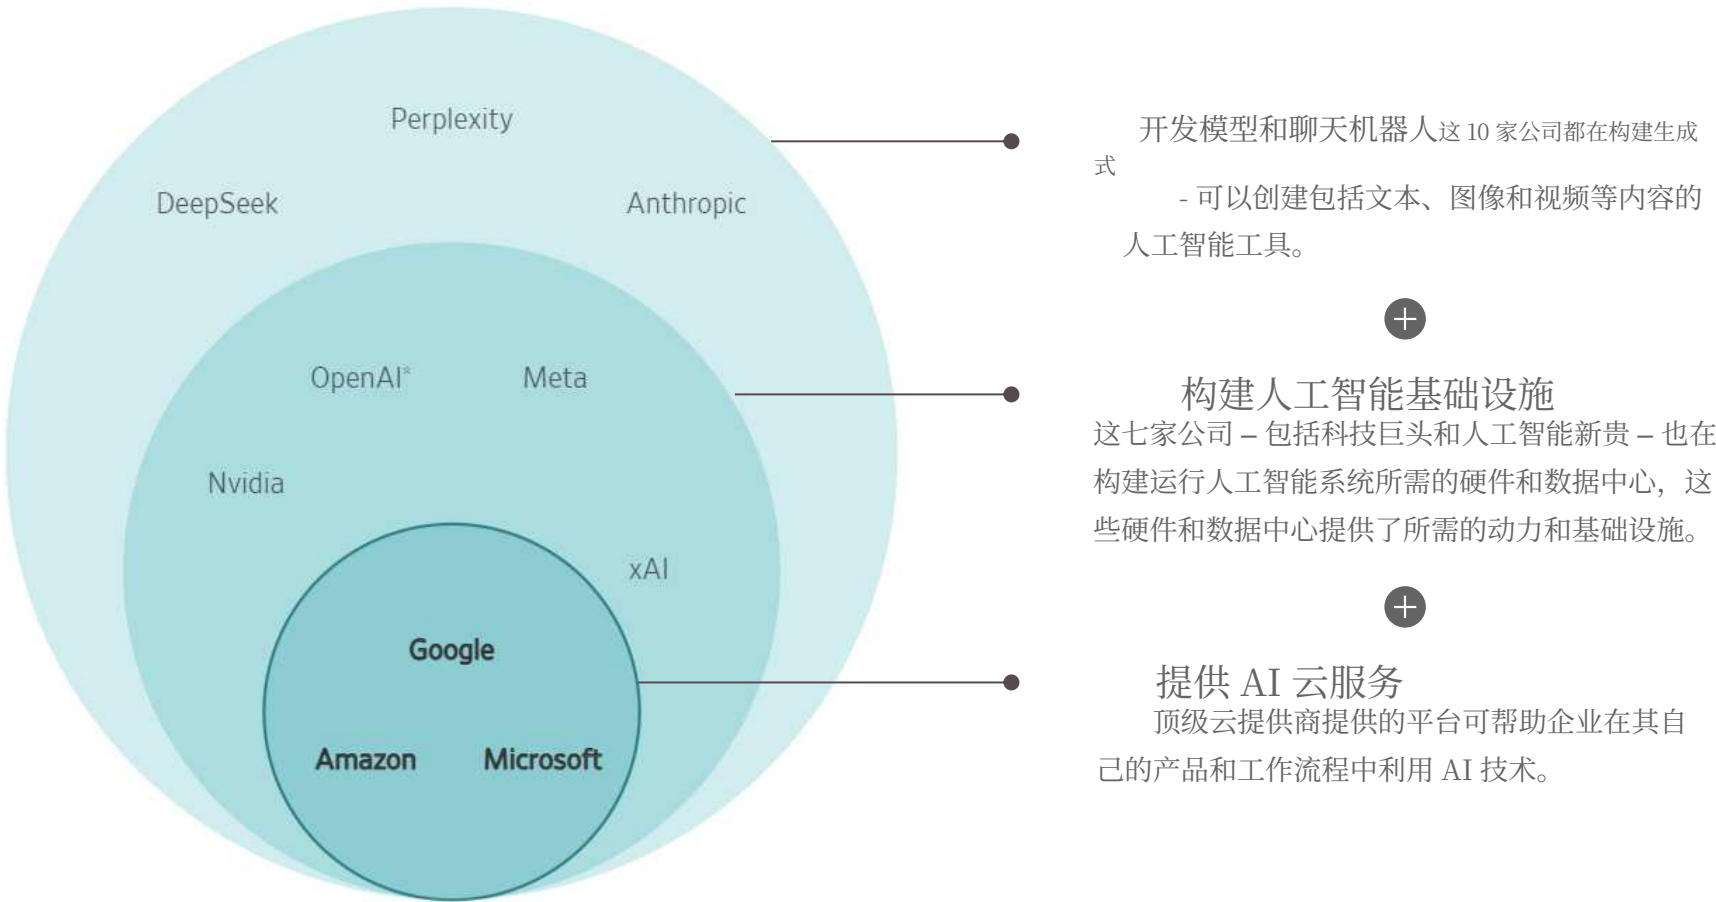 Perplexity
DeepSeek
Anthropic
OpenAI*
Meta
Nvidia
xAI
Google
Amazon
Microsoft
开发模型和聊天机器人这 10 家公司都在构建生成
式
- 可以创建包括文本、图像和视频等内容的
人工智能工具。
构建人工智能基础设施
这七家公司 – 包括科技巨头和人工智能新贵 – 也在
构建运行人工智能系统所需的硬件和数据中心，这
些硬件和数据中心提供了所需的动力和基础设施。
提供 AI 云服务
顶级云提供商提供的平台可帮助企业在其自
己的产品和工作流程中利用 AI 技术。